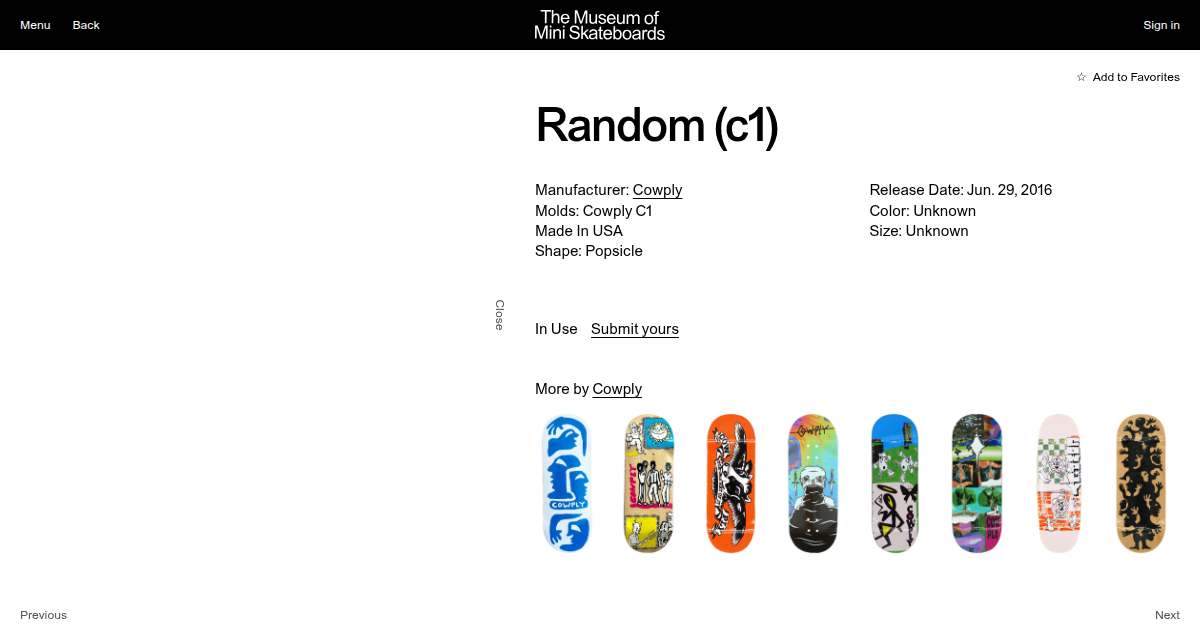 Menu
Back
The Museum of
Mini Skateboards
Sign in
☆ Add to Favorites
Random (c1)
Manufacturer: Cowply
Molds: Cowply C1
Made In USA
Shape: Popsicle
Release Date: Jun. 29, 2016
Color: Unknown
Size: Unknown
Close
In Use
Submit yours
More by Cowply
COWPLY
COWPLY
COWPLY
Previous
Next